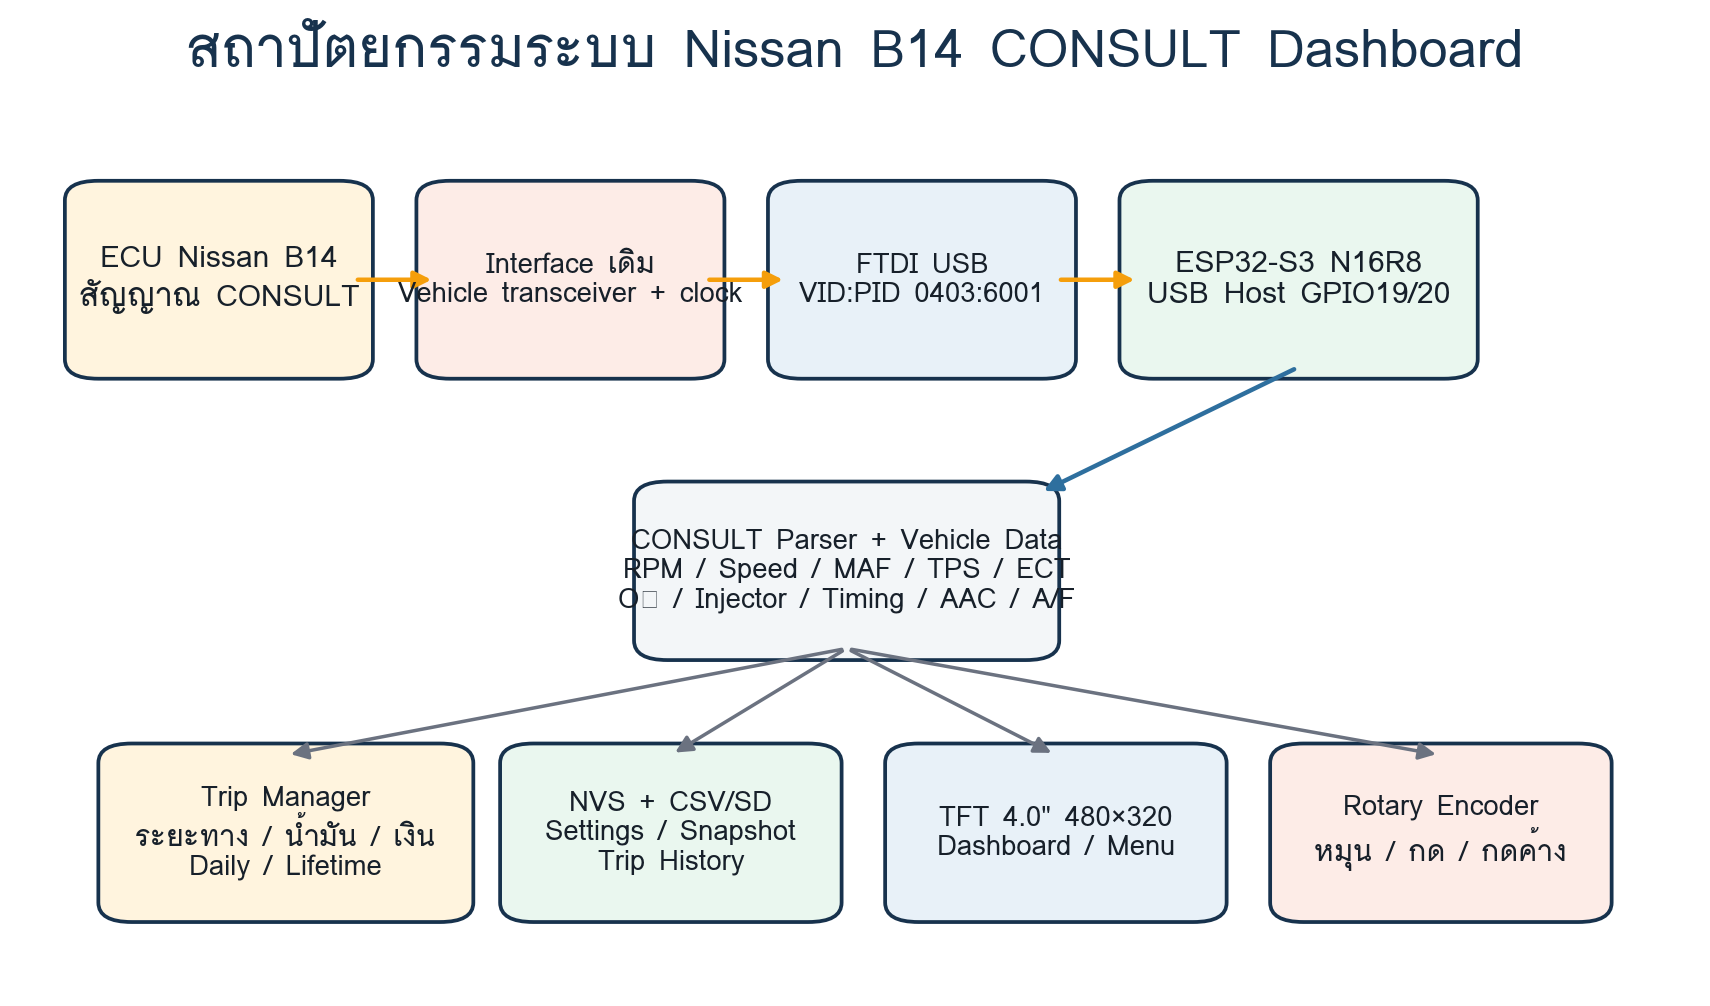 สถาปัตยกรรมระบบ Nissan B14 CONSULT Dashboard
ECU Nissan B14
สัญญาณ CONSULT
Interface เดิม
Vehicle transceiver + clock
FTDI USB
VID:PID 0403:6001
ESP32-S3 N16R8
USB Host GPIO19/20
CONSULT Parser + Vehicle Data
RPM / Speed / MAF / TPS / ECT
O□ / Injector / Timing / AAC / A/F
Trip Manager
ระยะทาง / น้ำมัน / เงิน
Daily / Lifetime
NVS + CSV/SD
Settings / Snapshot
Trip History
TFT 4.0" 480×320
Dashboard / Menu
Rotary Encoder
หมุน / กด / กดค้าง